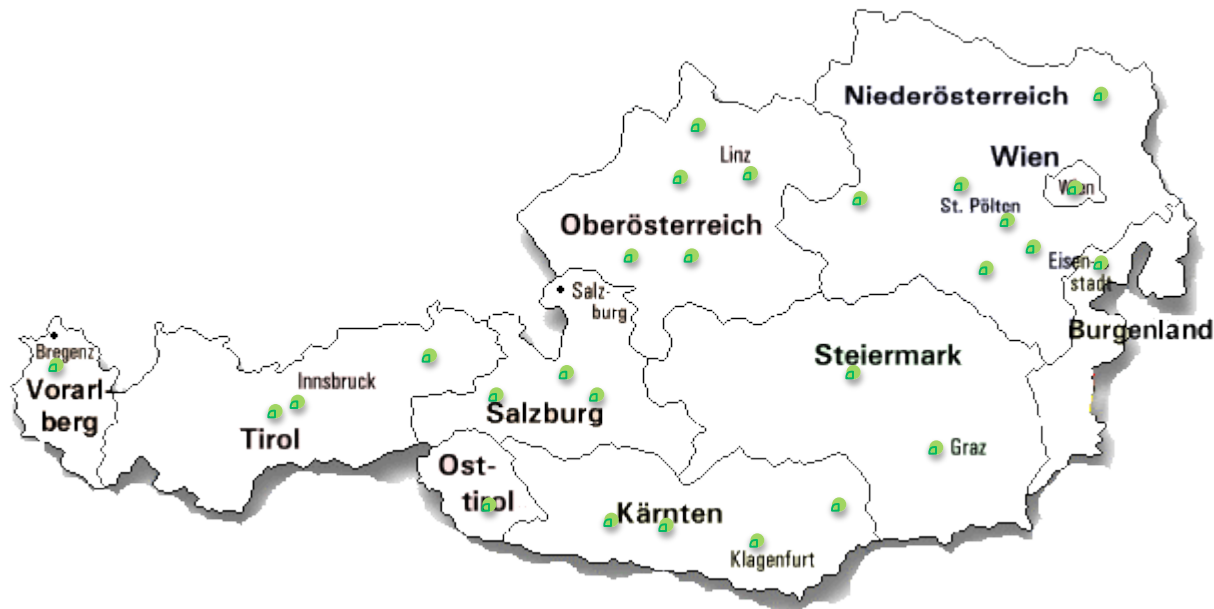 Niederösterreich
Wien
Linz
Wien
St. Pölten
Oberösterreich
Eisen-
stadt
Salz-
burg
Burgenland
Bregenz
Steiermark
Innsbruck
Vorarl-
berg
Salzburg
Tirol
Graz
Ost-
tirol
Kärnten
Klagenfurt